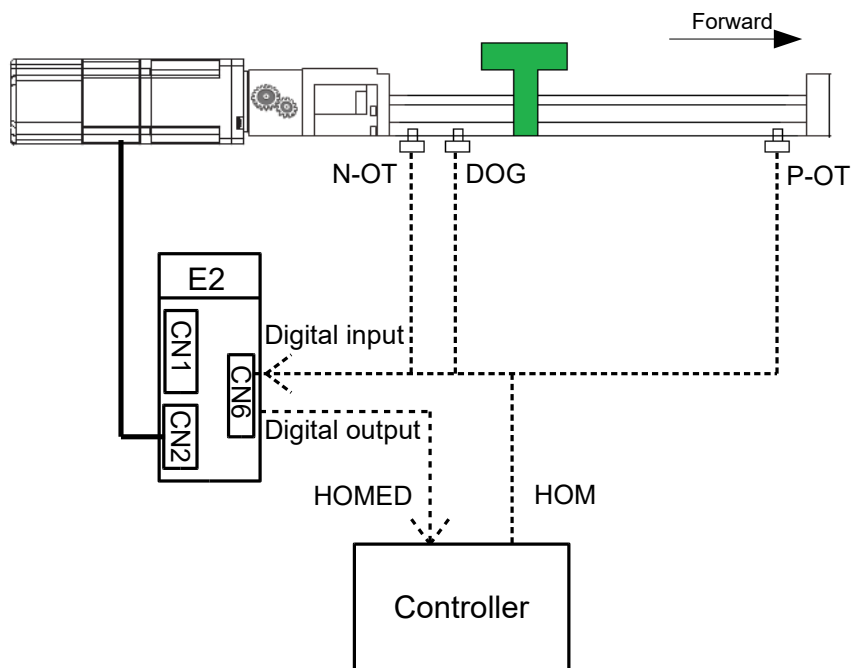 Forward
N-OT
DOG
P-OT
E2
Digital input
CN1
CN6
CN2
Digital output
HOMED
HOM
Controller